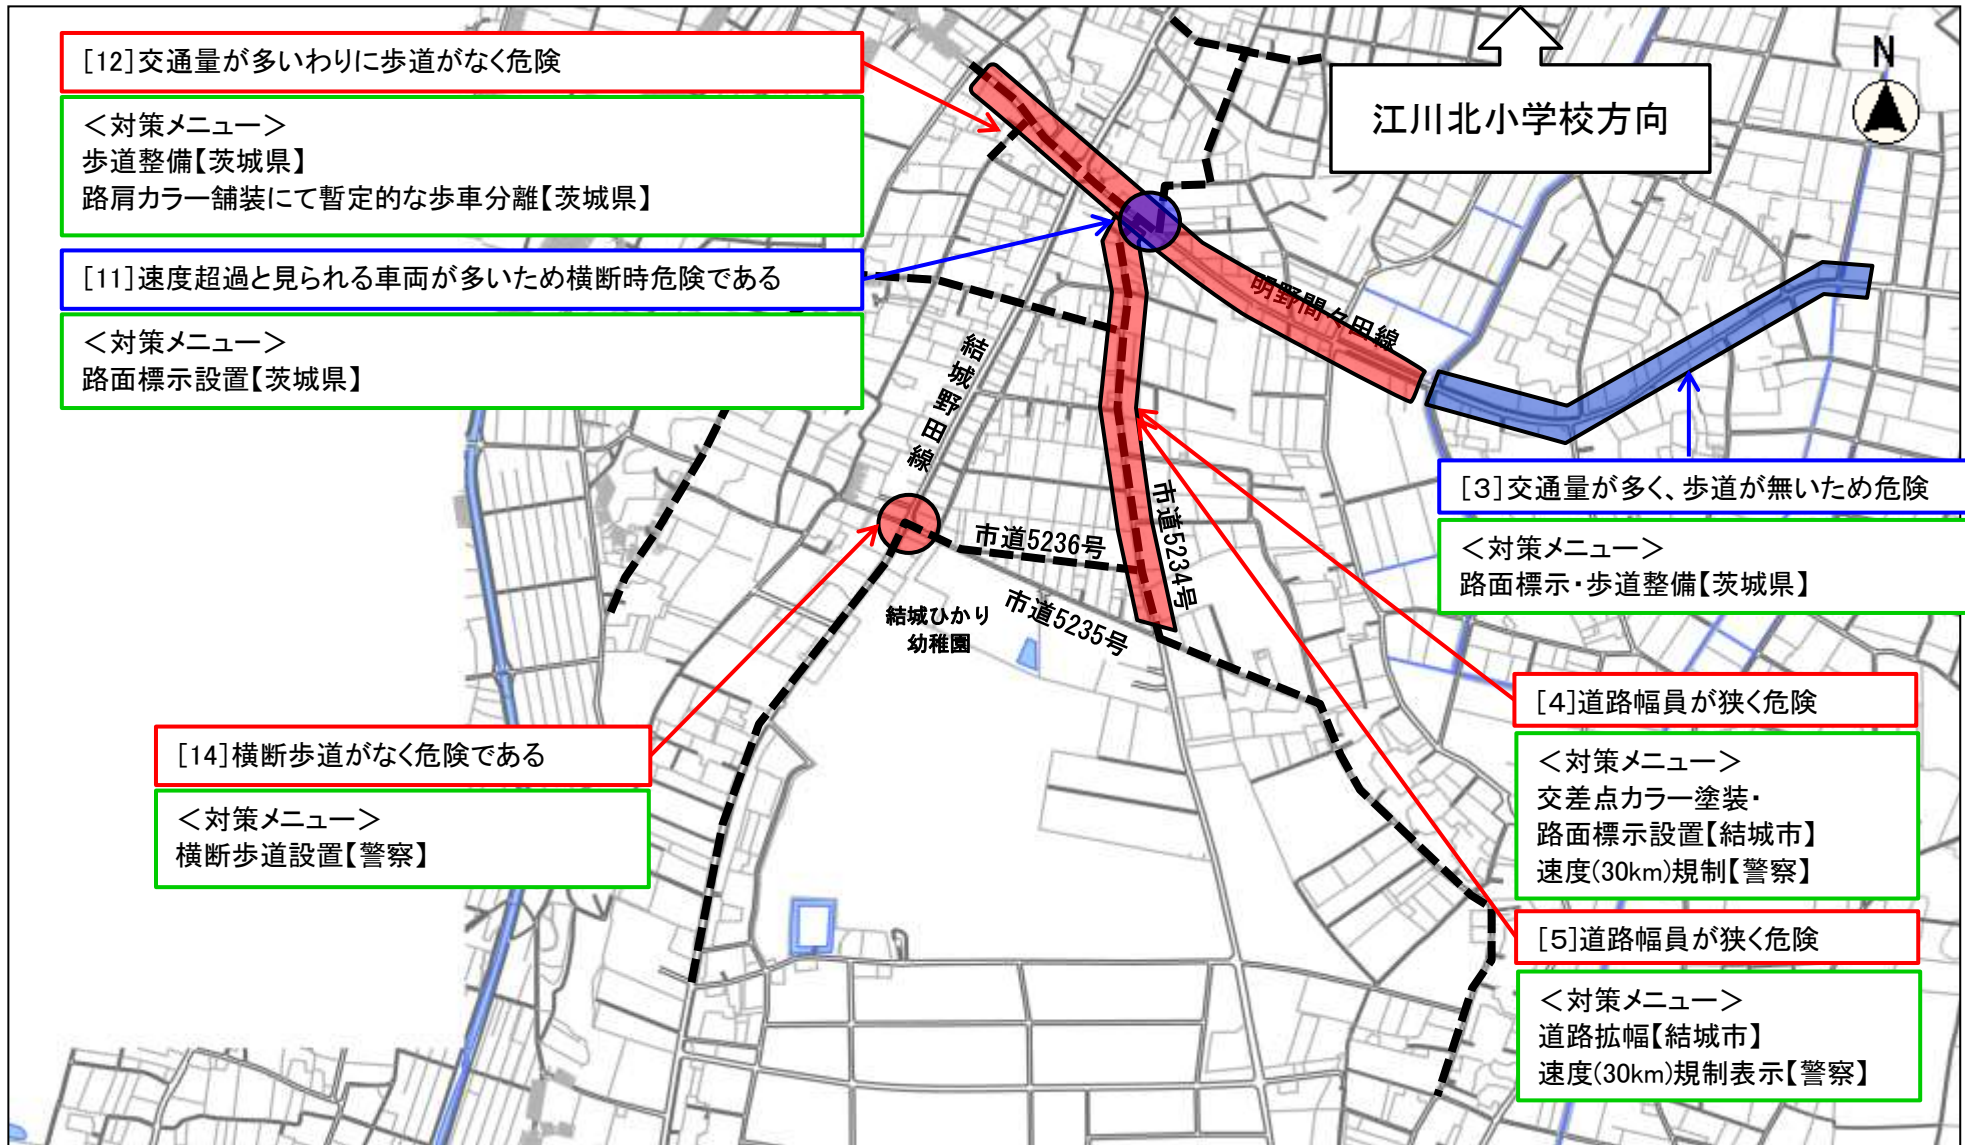 [12]交通量が多いわりに歩道がなく危険
＜対策メニュー＞
歩道整備【茨城県】
路肩カラー舗装にて暫定的な歩車分離【茨城県】
[11]速度超過と見られる車両が多いため横断時危険である
＜対策メニュー＞
路面標示設置【茨城県】
江川北小学校方向
N
明野間々田線
結城野田線
[3]交通量が多く、歩道が無いため危険
＜対策メニュー＞
路面標示・歩道整備【茨城県】
市道5236号
市道5234号
市道5235号
結城ひかり
幼稚園
[14]横断歩道がなく危険である
＜対策メニュー＞
横断歩道設置【警察】
[4]道路幅員が狭く危険
＜対策メニュー＞
交差点カラー塗装・
路面標示設置【結城市】
速度(30km)規制【警察】
[5]道路幅員が狭く危険
＜対策メニュー＞
道路拡幅【結城市】
速度(30km)規制表示【警察】